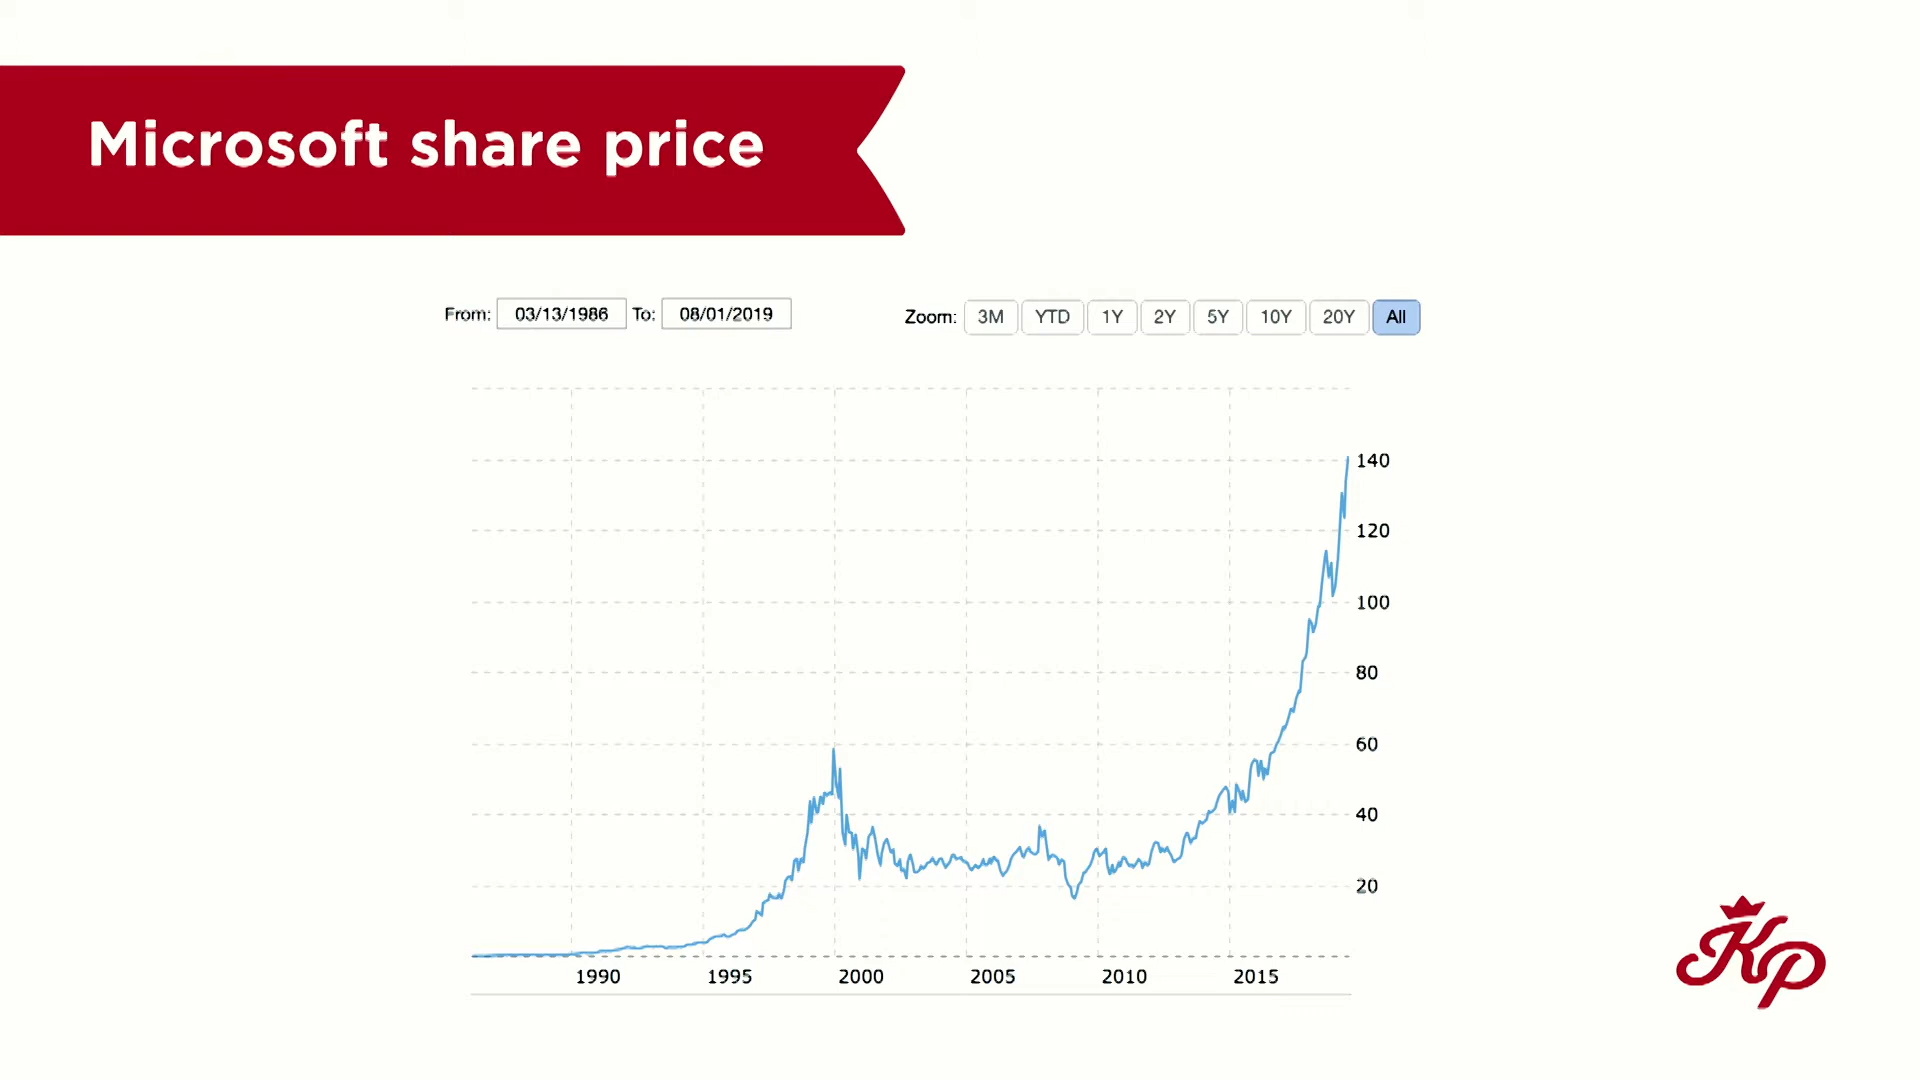 Microsoft share price
From: 03/13/1986 To: 08/01/2019
Zoom: 3M YTD 1Y 2Y 5Y 10Y 20Y All
140
120
100
80
60
40
20
1990 1995 2000 2005 2010 2015
Kp